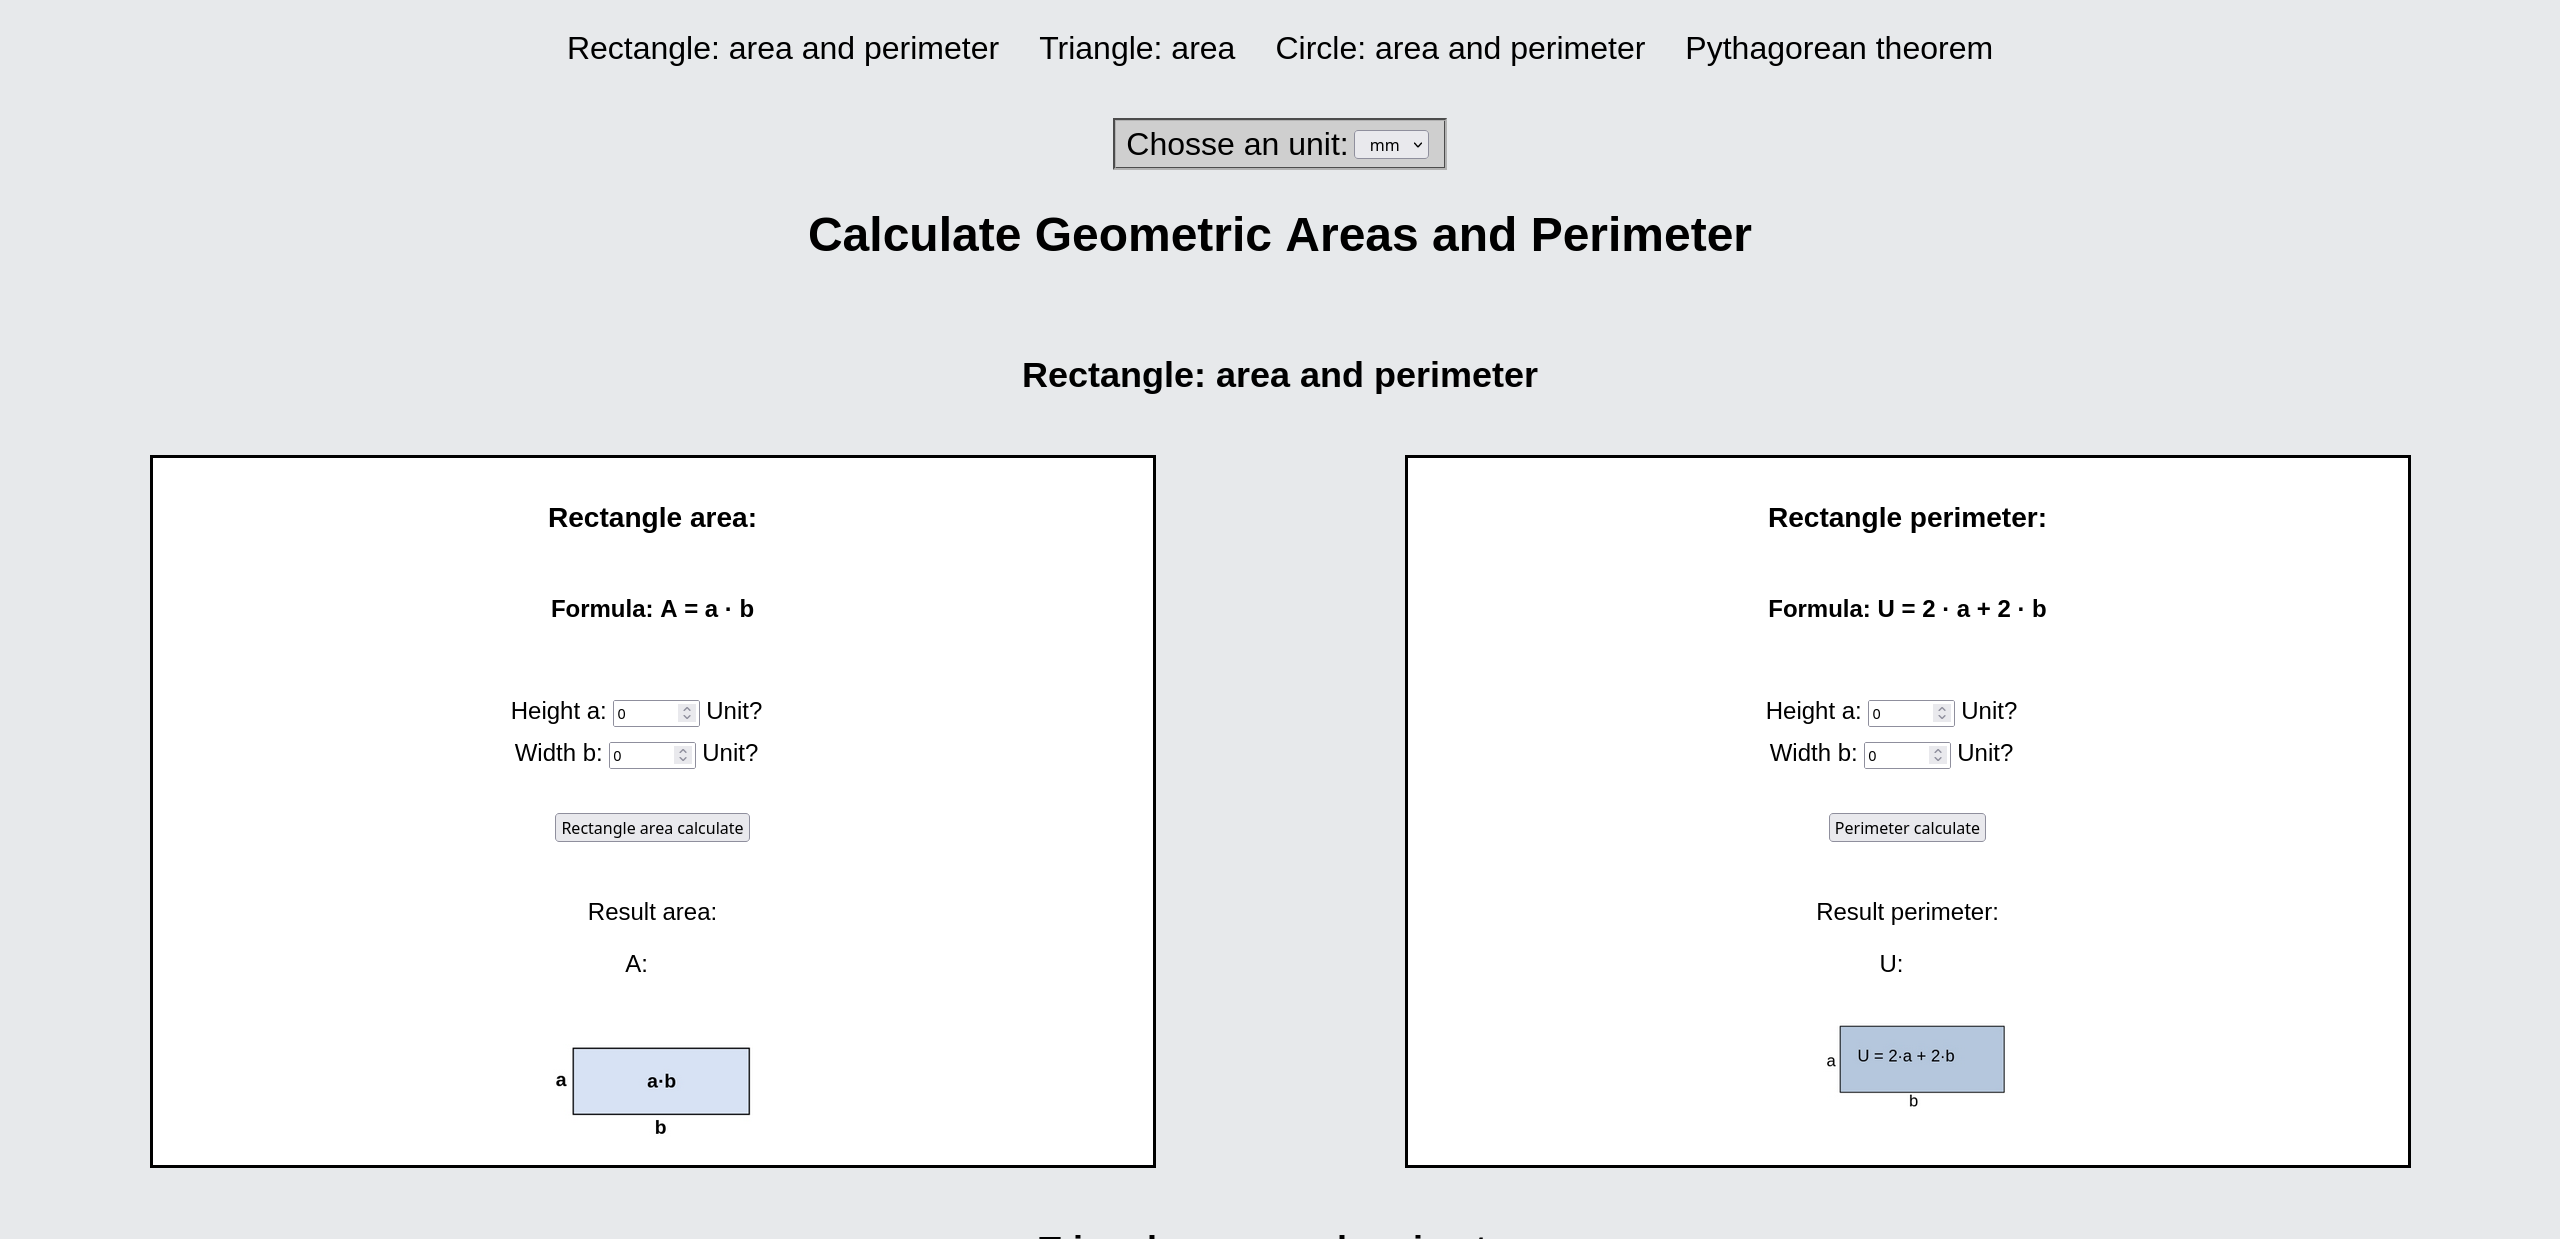 Rectangle: area and perimeter Triangle: area Circle: area and perimeter Pythagorean theorem
Chosse an unit: mm
Calculate Geometric Areas and Perimeter
Rectangle: area and perimeter
Rectangle area:
Formula: A = a · b
Height a: 0 Unit?
Width b: 0 Unit?
Rectangle area calculate
Result area:
A:
a
a·b
b
Rectangle perimeter:
Formula: U = 2 · a + 2 · b
Height a: 0 Unit?
Width b: 0 Unit?
Perimeter calculate
Result perimeter:
U:
U = 2·a + 2·b
a
b